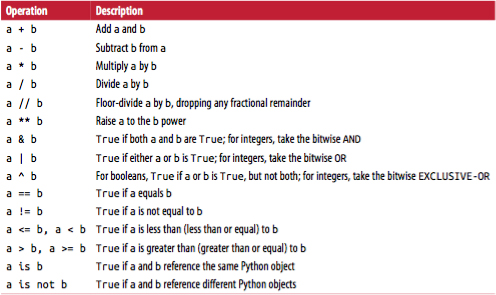 Operation Description
a + b Add a and b
a - b Subtract b from a
a * b Multiply a by b
a / b Divide a by b
a // b Floor-divide a by b, dropping any fractional remainder
a ** b Raise a to the b power
a & b True if both a and b are True; for integers, take the bitwise AND
a | b True if either a or b is True; for integers, take the bitwise OR
a ^ b For booleans, True if a or b is True, but not both; for integers, take the bitwise EXCLUSIVE-OR
a == b True if a equals b
a != b True if a is not equal to b
a <= b, a < b True if a is less than (less than or equal) to b
a > b, a >= b True if a is greater than (greater than or equal) to b
a is b True if a and b reference the same Python object
a is not b True if a and b reference different Python objects